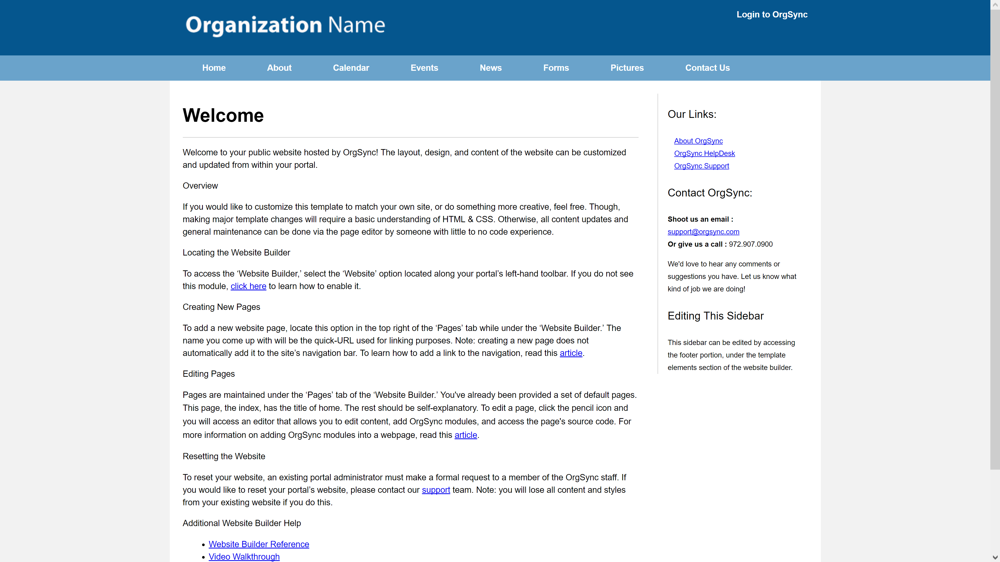 Organization Name
Login to OrgSync
Home About Calendar Events News Forms Pictures Contact Us
Welcome
Welcome to your public website hosted by OrgSync! The layout, design, and content of the website can be customized
and updated from within your portal.
Overview
If you would like to customize this template to match your own site, or do something more creative, feel free. Though,
making major template changes will require a basic understanding of HTML & CSS. Otherwise, all content updates and
general maintenance can be done via the page editor by someone with little to no code experience.
Locating the Website Builder
To access the ‘Website Builder,’ select the ‘Website’ option located along your portal’s left-hand toolbar. If you do not see
this module, click here to learn how to enable it.
Creating New Pages
To add a new website page, locate this option in the top right of the ‘Pages’ tab while under the ‘Website Builder.’ The
name you come up with will be the quick-URL used for linking purposes. Note: creating a new page does not
automatically add it to the site’s navigation bar. To learn how to add a link to the navigation, read this article.
Editing Pages
Pages are maintained under the ‘Pages’ tab of the ‘Website Builder.’ You've already been provided a set of default pages.
This page, the index, has the title of home. The rest should be self-explanatory. To edit a page, click the pencil icon and
you will access an editor that allows you to edit content, add OrgSync modules, and access the page's source code. For
more information on adding OrgSync modules into a webpage, read this article.
Resetting the Website
To reset your website, an existing portal administrator must make a formal request to a member of the OrgSync staff. If
you would like to reset your portal’s website, please contact our support team. Note: you will lose all content and styles
from your existing website if you do this.
Additional Website Builder Help
Website Builder Reference
Video Walkthrough
Our Links:
About OrgSync
OrgSync HelpDesk
OrgSync Support
Contact OrgSync:
Shoot us an email :
support@orgsync.com
Or give us a call : 972.907.0900
We'd love to hear any comments or
suggestions you have. Let us know what
kind of job we are doing!
Editing This Sidebar
This sidebar can be edited by accessing
the footer portion, under the template
elements section of the website builder.